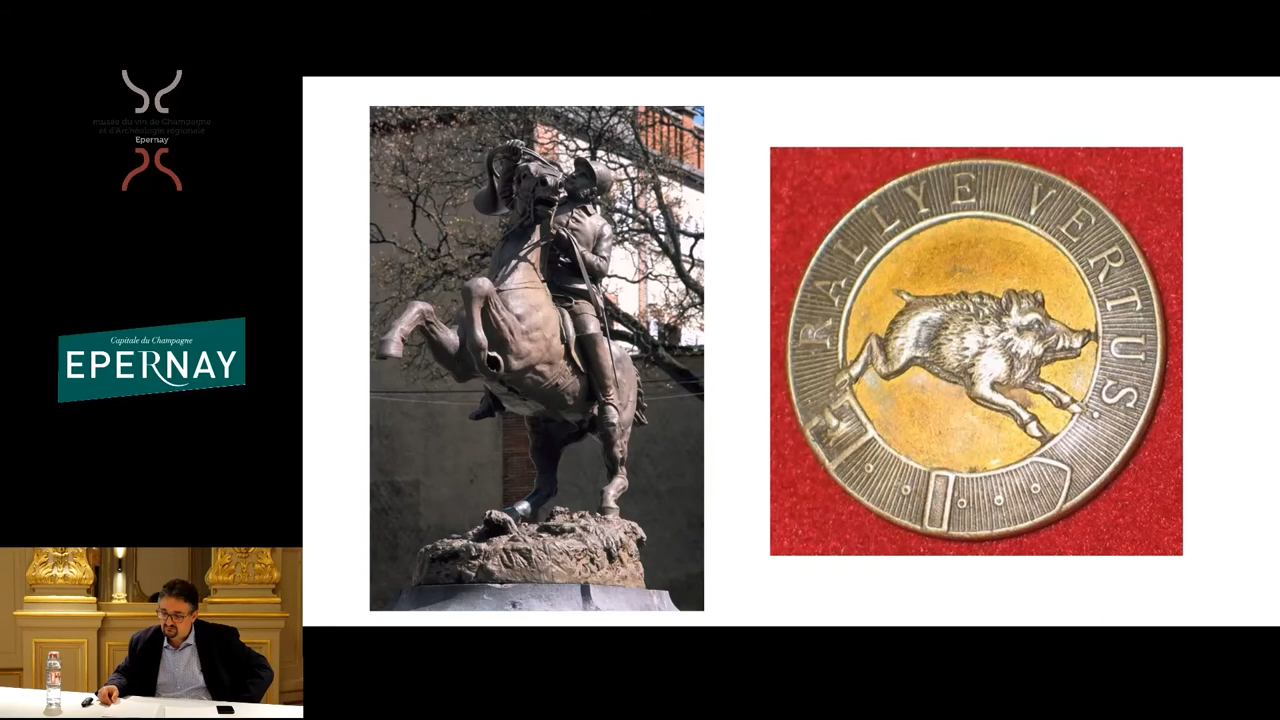 musée du vin de Champagne
et d'Archéologie régionale
Epernay
Capitale du Champagne
EPERNAY
RALLYE VERTUS.